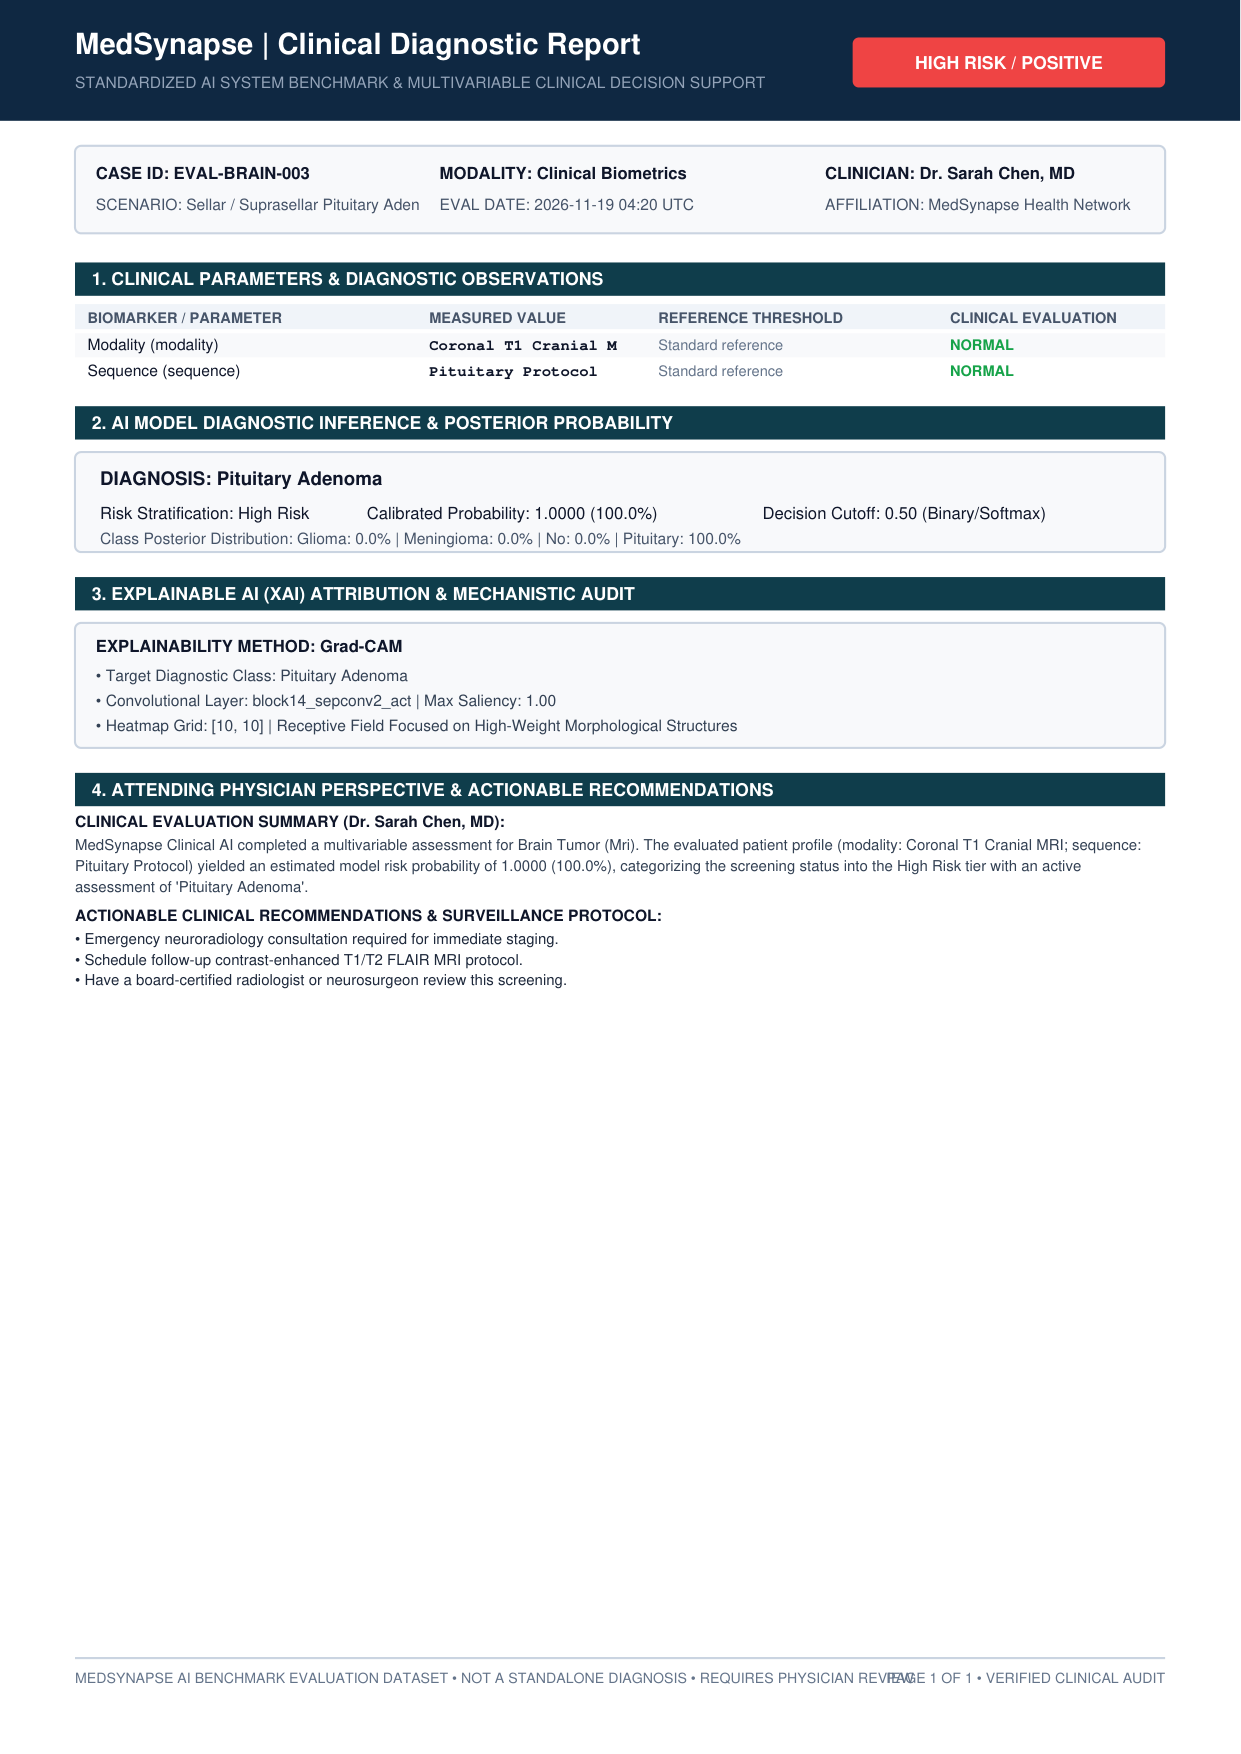 MedSynapse | Clinical Diagnostic Report
STANDARDIZED AI SYSTEM BENCHMARK & MULTIVARIABLE CLINICAL DECISION SUPPORT
HIGH RISK / POSITIVE
CASE ID: EVAL-BRAIN-003 MODALITY: Clinical Biometrics CLINICIAN: Dr. Sarah Chen, MD
SCENARIO: Sellar / Suprasellar Pituitary Aden EVAL DATE: 2026-11-19 04:20 UTC AFFILIATION: MedSynapse Health Network
1. CLINICAL PARAMETERS & DIAGNOSTIC OBSERVATIONS
BIOMARKER / PARAMETER MEASURED VALUE REFERENCE THRESHOLD CLINICAL EVALUATION
Modality (modality) Coronal T1 Cranial M Standard reference NORMAL
Sequence (sequence) Pituitary Protocol Standard reference NORMAL
2. AI MODEL DIAGNOSTIC INFERENCE & POSTERIOR PROBABILITY
DIAGNOSIS: Pituitary Adenoma
Risk Stratification: High Risk Calibrated Probability: 1.0000 (100.0%) Decision Cutoff: 0.50 (Binary/Softmax)
Class Posterior Distribution: Glioma: 0.0% | Meningioma: 0.0% | No: 0.0% | Pituitary: 100.0%
3. EXPLAINABLE AI (XAI) ATTRIBUTION & MECHANISTIC AUDIT
EXPLAINABILITY METHOD: Grad-CAM
• Target Diagnostic Class: Pituitary Adenoma
• Convolutional Layer: block14_sepconv2_act | Max Saliency: 1.00
• Heatmap Grid: [10, 10] | Receptive Field Focused on High-Weight Morphological Structures
4. ATTENDING PHYSICIAN PERSPECTIVE & ACTIONABLE RECOMMENDATIONS
CLINICAL EVALUATION SUMMARY (Dr. Sarah Chen, MD):
MedSynapse Clinical AI completed a multivariable assessment for Brain Tumor (Mri). The evaluated patient profile (modality: Coronal T1 Cranial MRI; sequence:
Pituitary Protocol) yielded an estimated model risk probability of 1.0000 (100.0%), categorizing the screening status into the High Risk tier with an active
assessment of 'Pituitary Adenoma'.
ACTIONABLE CLINICAL RECOMMENDATIONS & SURVEILLANCE PROTOCOL:
• Emergency neuroradiology consultation required for immediate staging.
• Schedule follow-up contrast-enhanced T1/T2 FLAIR MRI protocol.
• Have a board-certified radiologist or neurosurgeon review this screening.
MEDSYNAPSE AI BENCHMARK EVALUATION DATASET • NOT A STANDALONE DIAGNOSIS • REQUIRES PHYSICIAN REVIEW PAGE 1 OF 1 • VERIFIED CLINICAL AUDIT